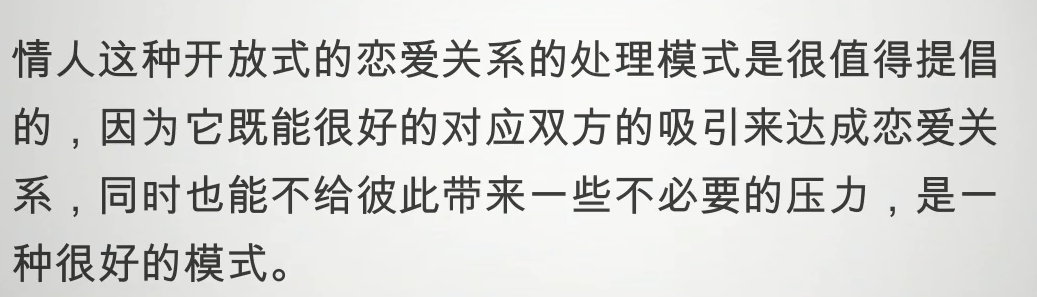 情人这种开放式的恋爱关系的处理模式是很值得提倡
的，因为它既能很好的对应双方的吸引来达成恋爱关
系，同时也能不给彼此带来一些不必要的压力，是一
种很好的模式。